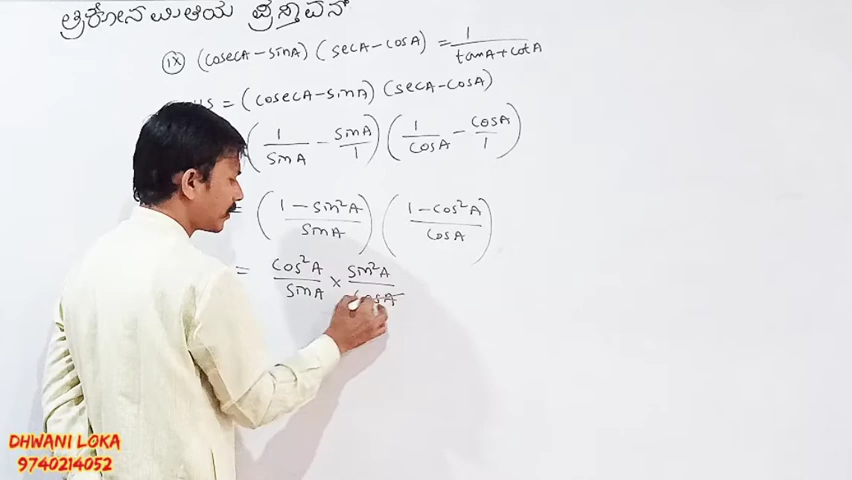 ತ್ರಿಕೋನ ಮಿತಿಯ ಪ್ರಸ್ತಾವನೆ
ix (cosecA - sinA) (secA - cosA) = 1/(tanA + cotA)
= (cosecA - sinA) (secA - cosA)
(1/sinA - sinA/1) (1/cosA - cosA/1)
= ((1 - sin²A)/sinA) ((1 - cos²A)/cosA)
= cos²A/sinA × sin²A/cosA
DHWANI LOKA
9740214052